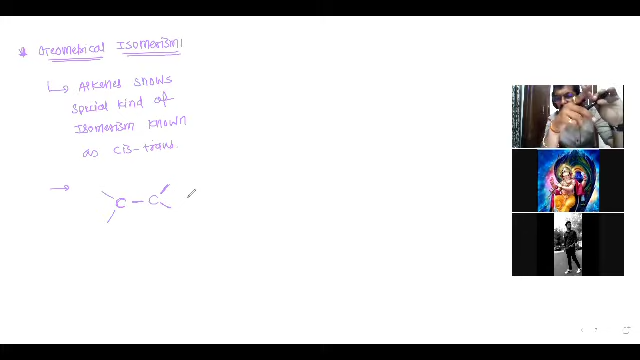 * Geometrical Isomerism
↳ Alkenes shows
special kind of
Isomerism known
as cis-trans.
→ C – C